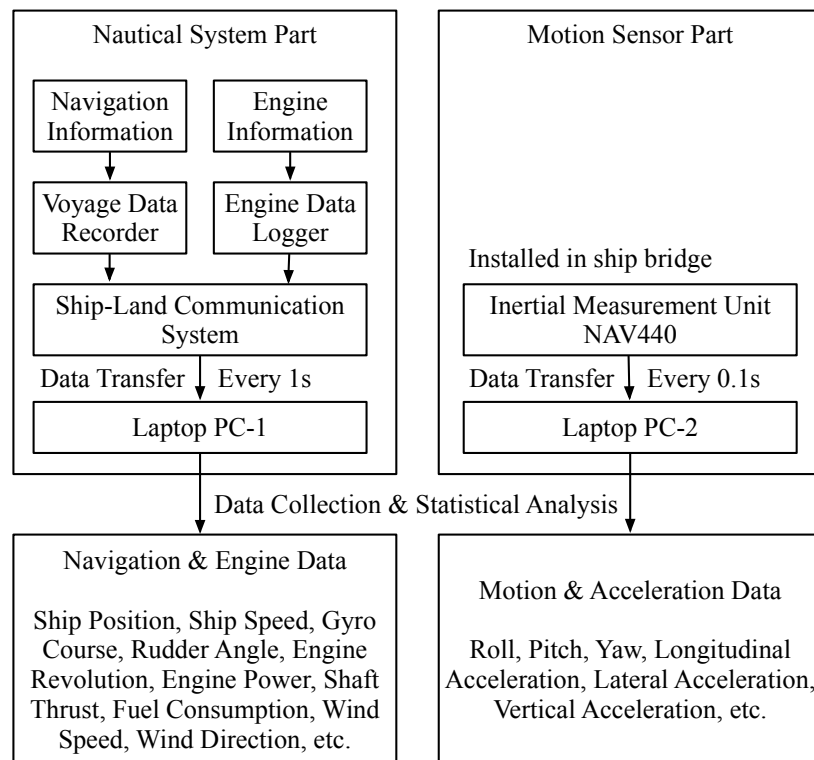 Nautical System Part
Navigation
Information
Engine
Information
Voyage Data
Recorder
Engine Data
Logger
Ship-Land Communication
System
Data Transfer Every 1s
Laptop PC-1
Motion Sensor Part
Installed in ship bridge
Inertial Measurement Unit
NAV440
Data Transfer Every 0.1s
Laptop PC-2
Data Collection & Statistical Analysis
Navigation & Engine Data
Ship Position, Ship Speed, Gyro
Course, Rudder Angle, Engine
Revolution, Engine Power, Shaft
Thrust, Fuel Consumption, Wind
Speed, Wind Direction, etc.
Motion & Acceleration Data
Roll, Pitch, Yaw, Longitudinal
Acceleration, Lateral Acceleration,
Vertical Acceleration, etc.